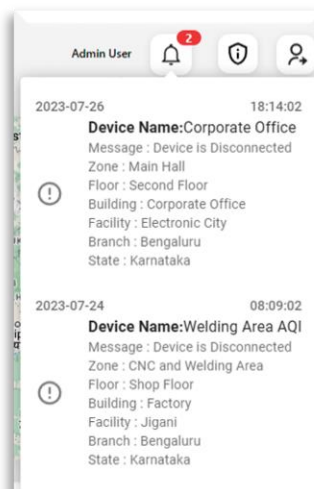 Admin User
2
2023-07-26 18:14:02
Device Name:Corporate Office
Message : Device is Disconnected
Zone : Main Hall
Floor : Second Floor
Building : Corporate Office
Facility : Electronic City
Branch : Bengaluru
State : Karnataka
2023-07-24 08:09:02
Device Name:Welding Area AQI
Message : Device is Disconnected
Zone : CNC and Welding Area
Floor : Shop Floor
Building : Factory
Facility : Jigani
Branch : Bengaluru
State : Karnataka